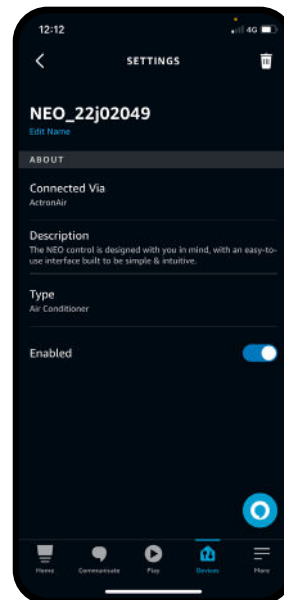 12:12
4G
SETTINGS
NEO_22j02049
Edit Name
ABOUT
Connected Via
ActronAir
Description
The NEO control is designed with you in mind, with an easy-to-
use interface built to be simple & intuitive.
Type
Air Conditioner
Enabled
Home Communicate Play Devices More